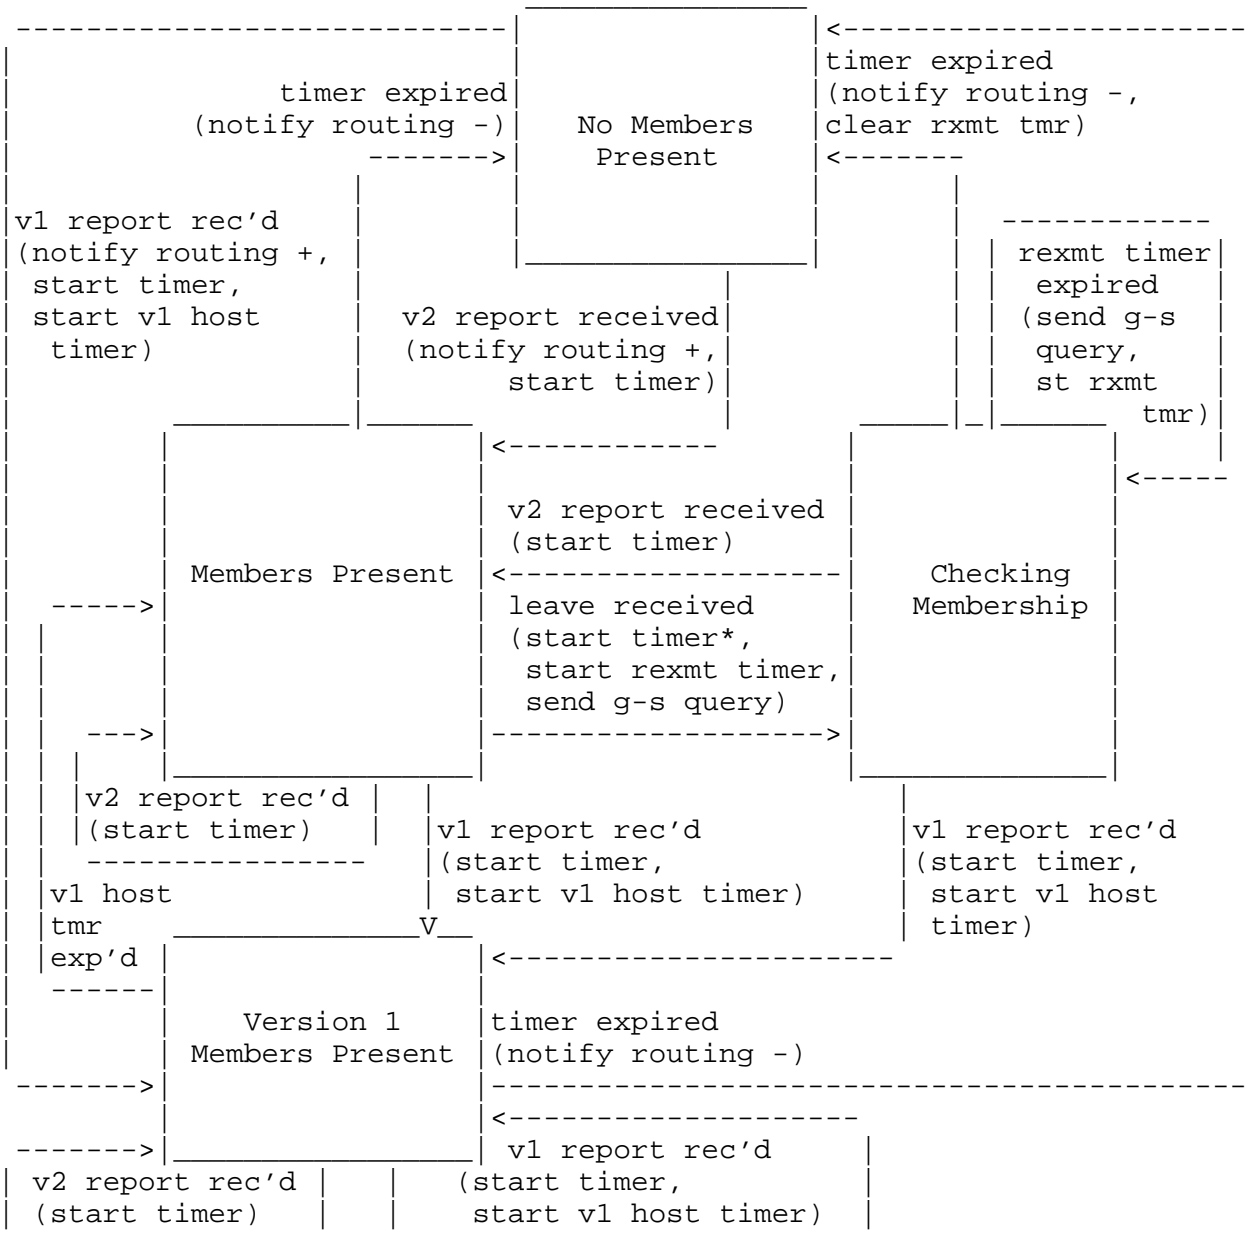 timer expired
timer expired
(notify routing -,
(notify routing -)
No Members
clear rxmt tmr)
Present
v1 report rec'd
(notify routing +,
start timer,
start v1 host
timer)
rexmt timer
expired
(send g-s
query,
st rxmt
tmr)
v2 report received
(notify routing +,
start timer)
v2 report received
(start timer)
Members Present
Checking
Membership
leave received
(start timer*,
start rexmt timer,
send g-s query)
v2 report rec'd
(start timer)
v1 report rec'd
(start timer,
start v1 host timer)
v1 report rec'd
(start timer,
start v1 host
timer)
v1 host
tmr
exp'd
Version 1
Members Present
timer expired
(notify routing -)
v1 report rec'd
(start timer,
start v1 host timer)
v2 report rec'd
(start timer)